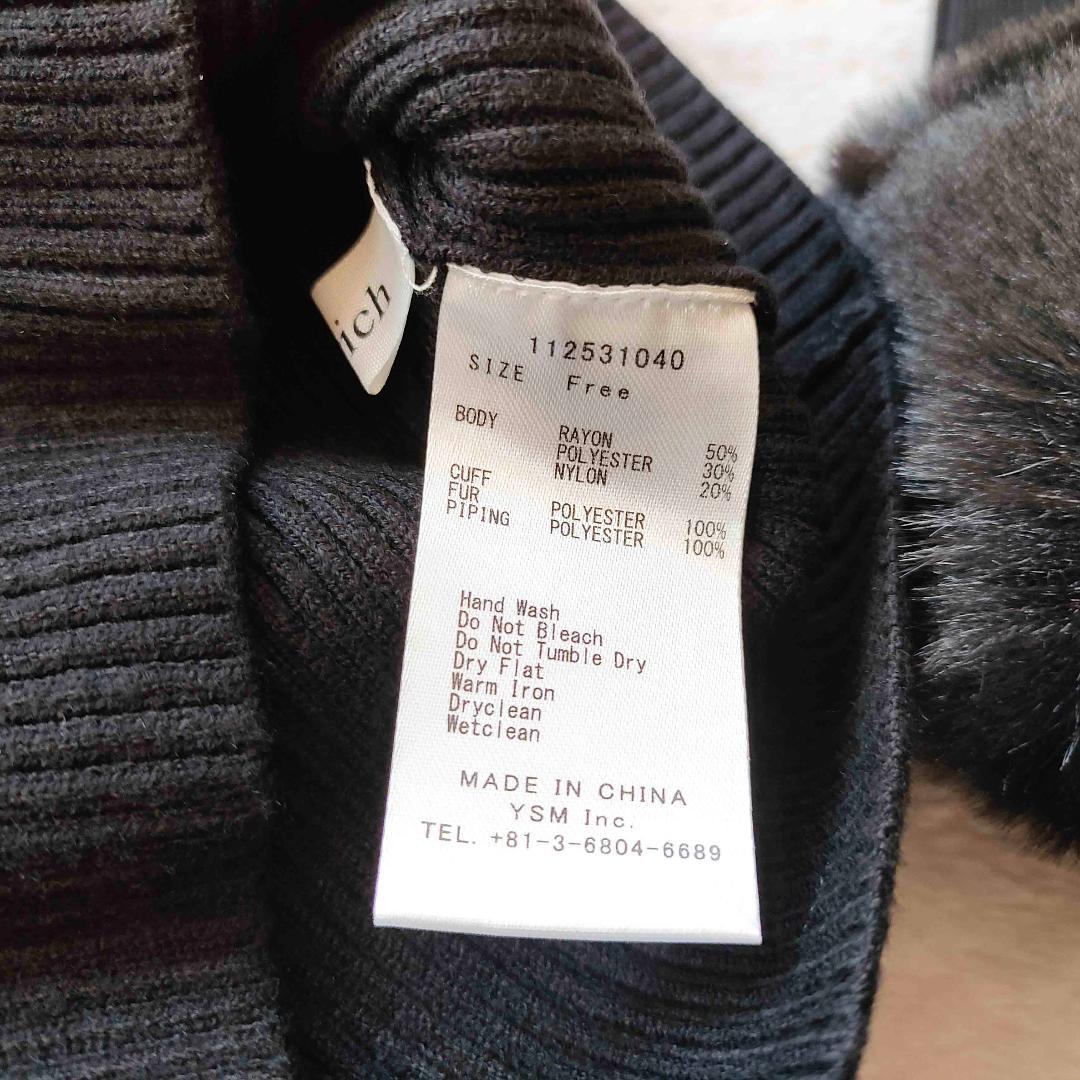 ich
112531040
SIZE Free
BODY
RAYON 50%
POLYESTER 30%
NYLON 20%
CUFF
FUR POLYESTER 100%
PIPING POLYESTER 100%
Hand Wash
Do Not Bleach
Do Not Tumble Dry
Dry Flat
Warm Iron
Dryclean
Wetclean
MADE IN CHINA
YSM Inc.
TEL. +81-3-6804-6689